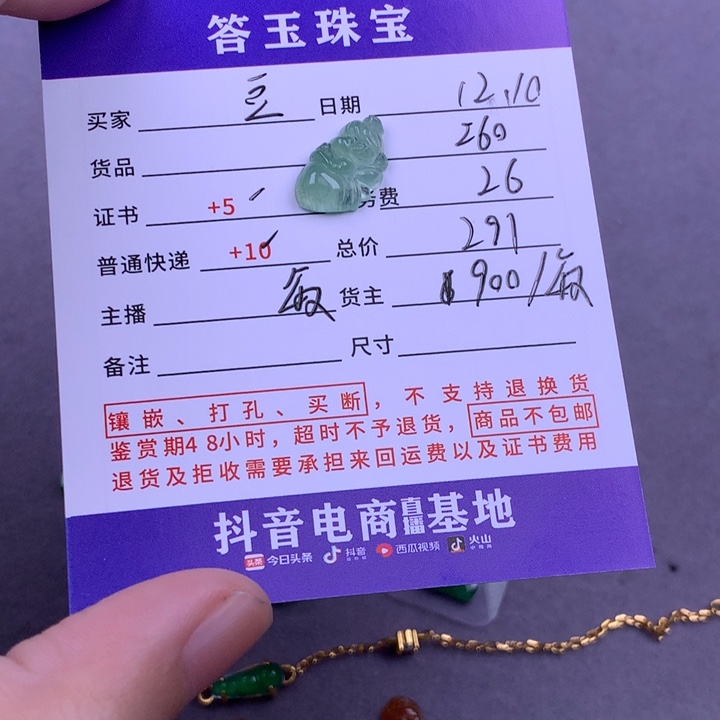 答玉珠宝
买家 豆 日期 12.10
货品 260
证书 +5 务费 26
普通快递 +10 总价 291
主播 敏 货主 900/敏
备注 尺寸
镶嵌、打孔、买断，不支持退换货
鉴赏期48小时，超时不予退货，商品不包邮
退货及拒收需要承担来回运费以及证书费用
抖音电商直播基地
头条 今日头条 抖音 西瓜视频 火山